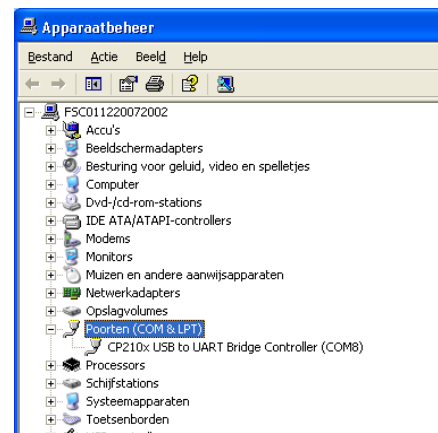 Apparaatbeheer
Bestand Actie Beeld Help
FSC011220072002
Accu's
Beeldschermadapters
Besturing voor geluid, video en spelletjes
Computer
Dvd-/cd-rom-stations
IDE ATA/ATAPI-controllers
Modems
Monitors
Muizen en andere aanwijsapparaten
Netwerkadapters
Opslagvolumes
Poorten (COM & LPT)
CP210x USB to UART Bridge Controller (COM8)
Processors
Schijfstations
Systeemapparaten
Toetsenborden